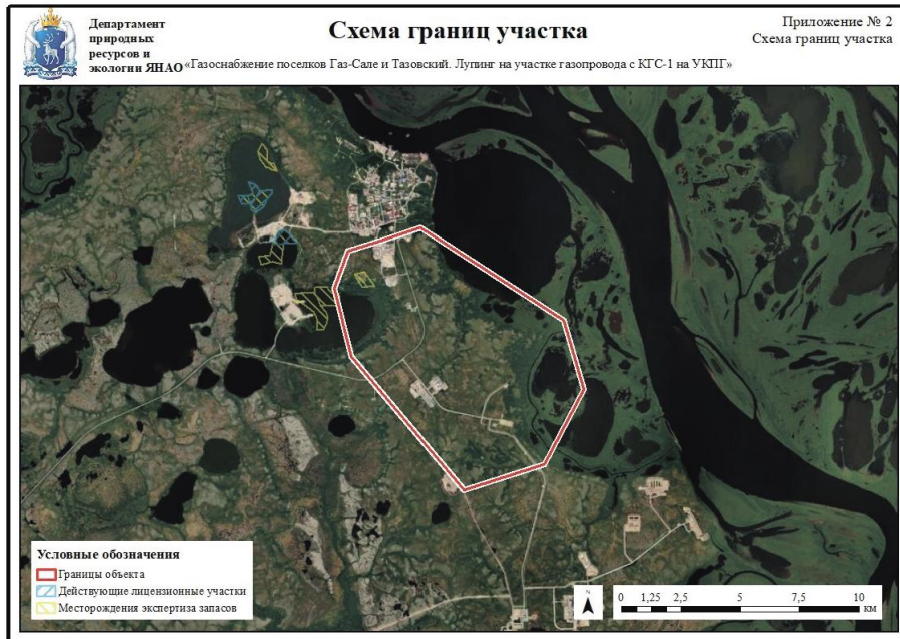 Департамент
природных
ресурсов и
экологии ЯНАО
Схема границ участка
Приложение № 2
Схема границ участка
«Газоснабжение поселков Газ-Сале и Тазовский. Лупинг на участке газопровода с КГС-1 на УКПГ»
Условные обозначения
Границы объекта
Действующие лицензионные участки
Месторождения экспертиза запасов
N
0 1,25 2,5 5 7,5 10
км